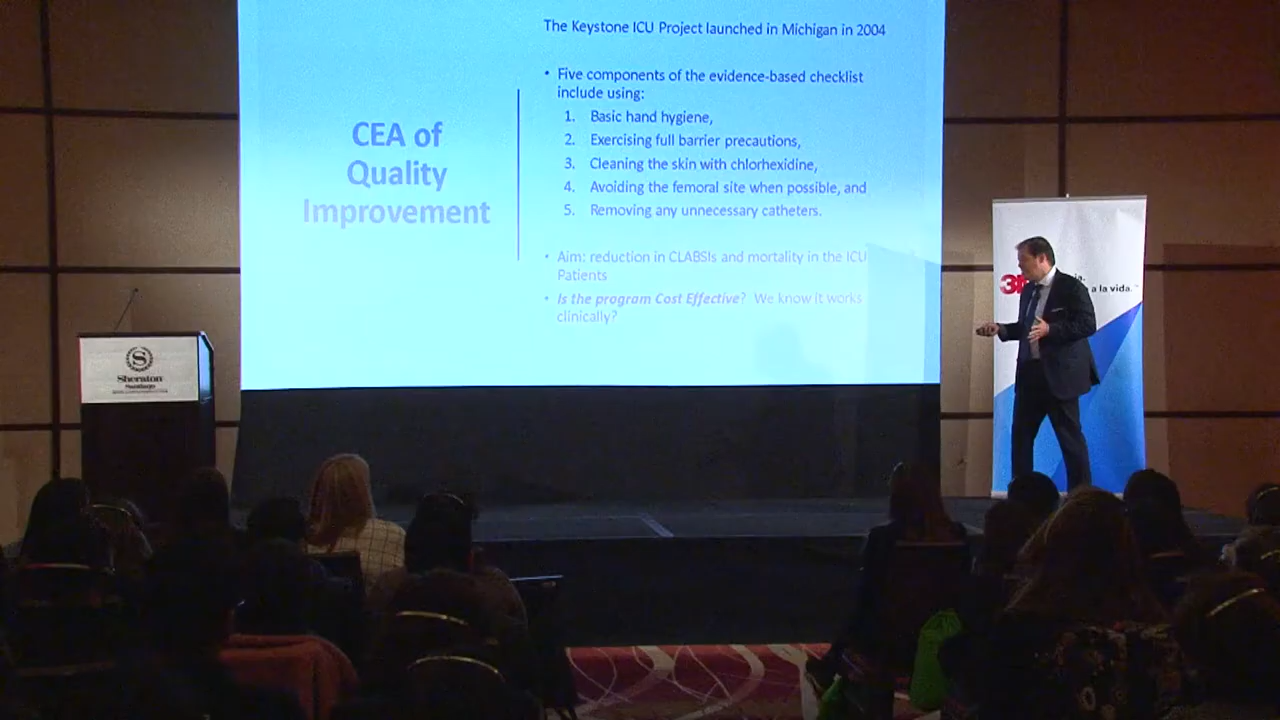 The Keystone ICU Project launched in Michigan in 2004
• Five components of the evidence-based checklist
include using:
1. Basic hand hygiene,
2. Exercising full barrier precautions,
3. Cleaning the skin with chlorhexidine,
4. Avoiding the femoral site when possible, and
5. Removing any unnecessary catheters.
CEA of
Quality
Improvement
• Aim: reduction in CLABSIs and mortality in the ICU
Patients
• Is the program Cost Effective? We know it works
clinically?
3M
a la vida.
S
Sheraton